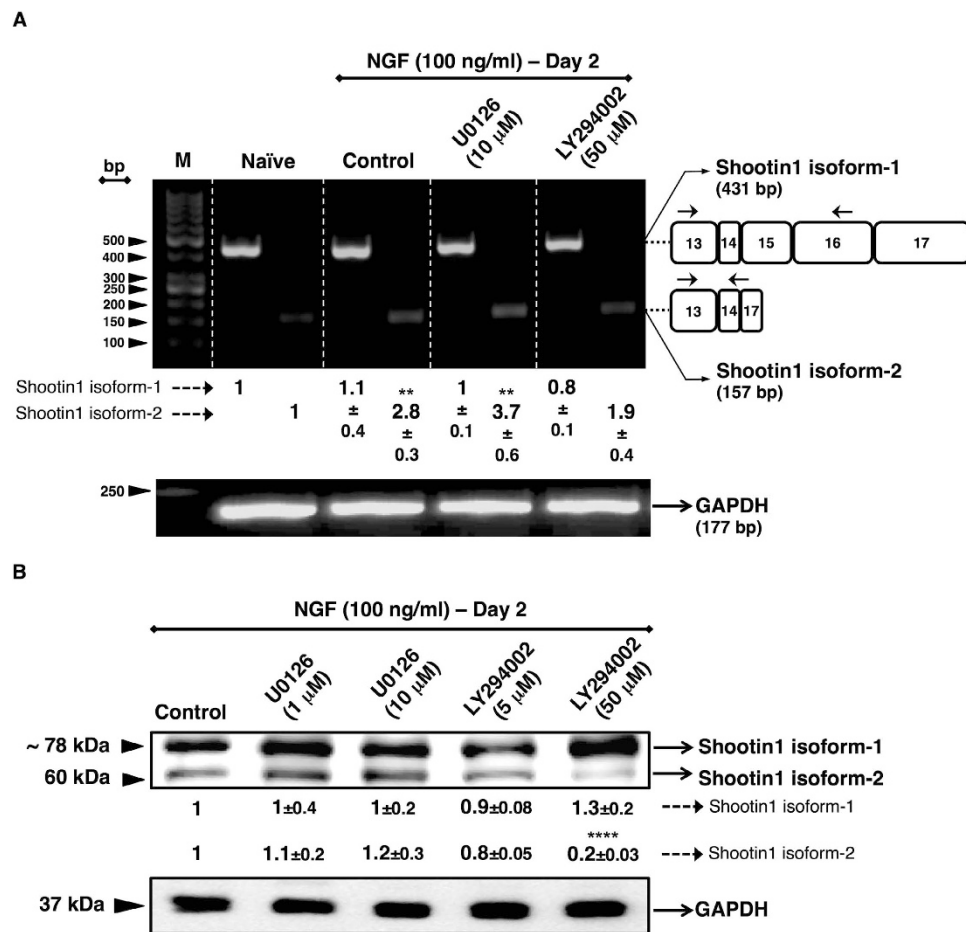 A
NGF (100 ng/ml) – Day 2
bp
M
Naïve
Control
U0126
(10 µM)
LY294002
(50 µM)
500
400
300
250
200
150
100
Shootin1 isoform-1
(431 bp)
13 14 15 16 17
13 14 17
Shootin1 isoform-2
(157 bp)
Shootin1 isoform-1 1 1.1 ± 0.4 1 ± 0.1 0.8 ± 0.1
Shootin1 isoform-2 1 ** 2.8 ± 0.3 ** 3.7 ± 0.6 1.9 ± 0.4
250
GAPDH
(177 bp)
B
NGF (100 ng/ml) – Day 2
Control
U0126
(1 µM)
U0126
(10 µM)
LY294002
(5 µM)
LY294002
(50 µM)
~ 78 kDa
Shootin1 isoform-1
60 kDa
Shootin1 isoform-2
1 1±0.4 1±0.2 0.9±0.08 1.3±0.2 Shootin1 isoform-1
****
1 1.1±0.2 1.2±0.3 0.8±0.05 0.2±0.03 Shootin1 isoform-2
37 kDa
GAPDH